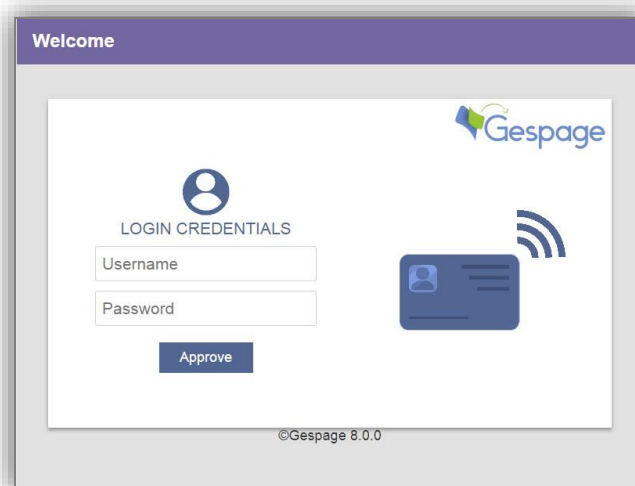 Welcome
Gespage
LOGIN CREDENTIALS
Username
Password
Approve
©Gespage 8.0.0